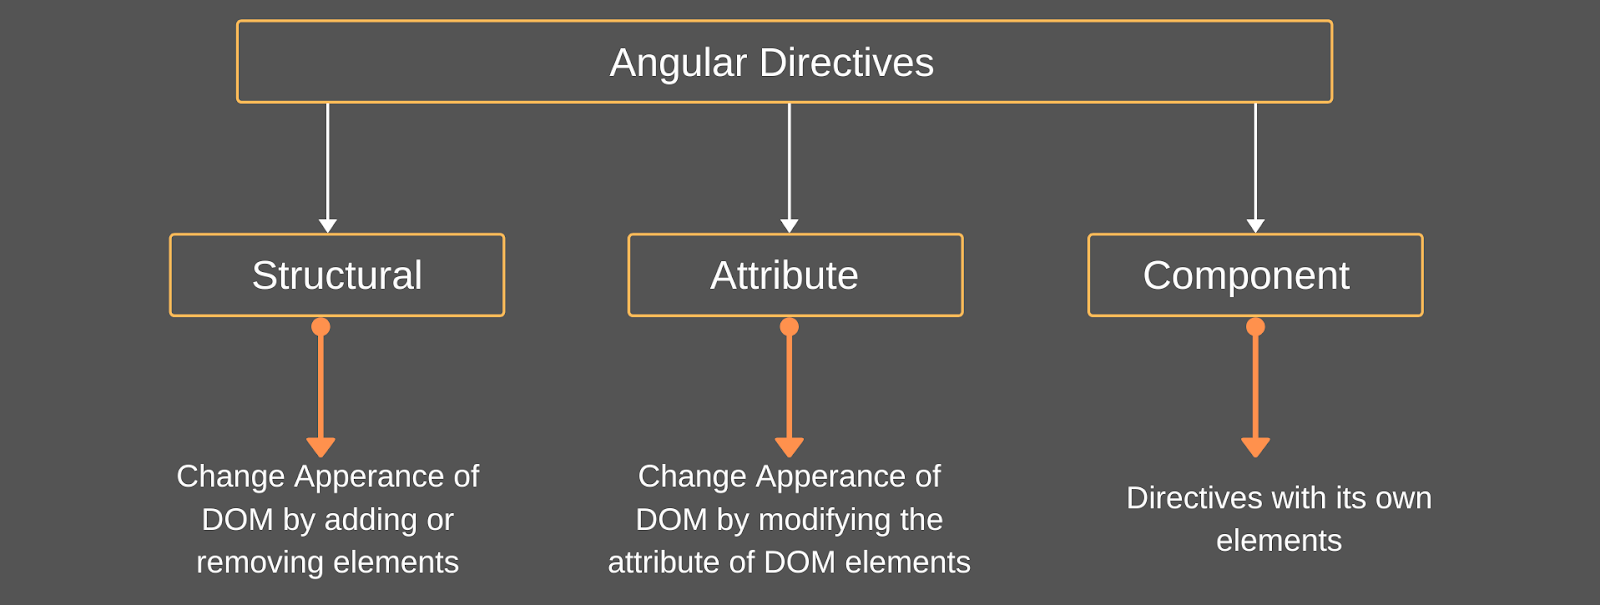 Angular Directives
Structural
Attribute
Component
Change Apperance of
DOM by adding or
removing elements
Change Apperance of
DOM by modifying the
attribute of DOM elements
Directives with its own
elements